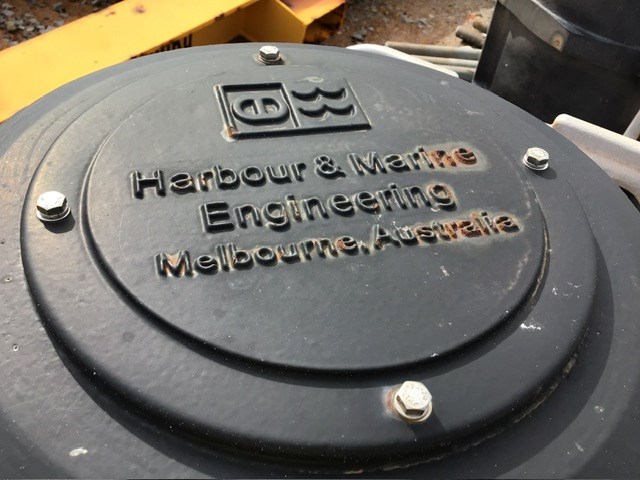 Harbour & Marine
Engineering
Melbourne, Australia